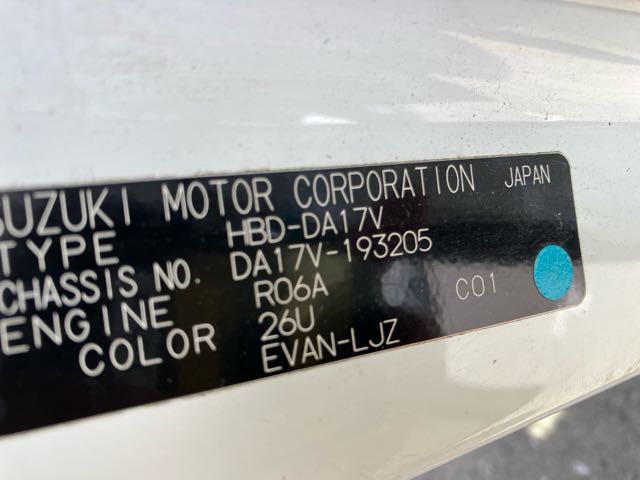 SUZUKI MOTOR CORPORATION JAPAN
TYPE HBD-DA17V
CHASSIS NO. DA17V-193205
ENGINE R06A C01
COLOR 26U
EVAN-LJZ